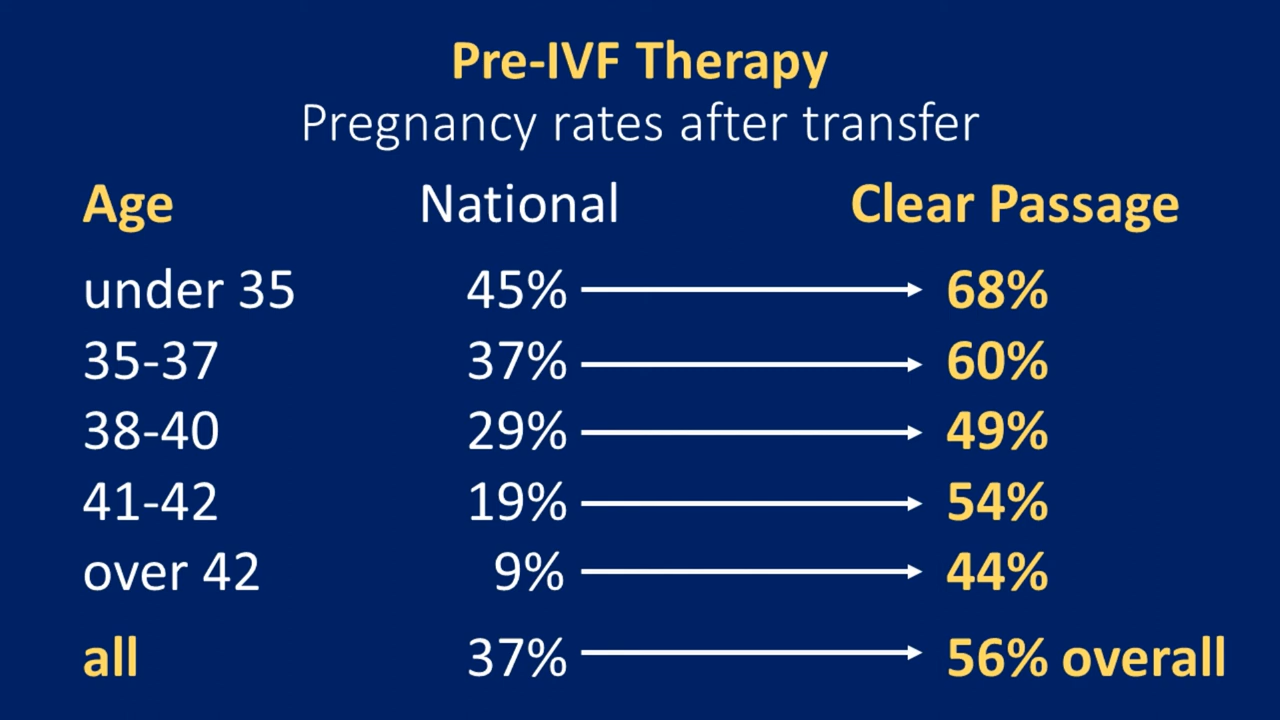 Pre-IVF Therapy
Pregnancy rates after transfer
Age National Clear Passage
under 35 45% 68%
35-37 37% 60%
38-40 29% 49%
41-42 19% 54%
over 42 9% 44%
all 37% 56% overall